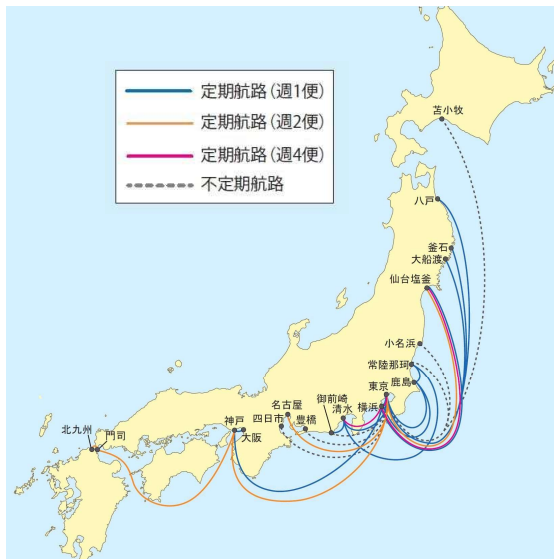 定期航路（週1便）
定期航路（週2便）
定期航路（週4便）
不定期航路
苫小牧
八戸
釜石
大船渡
仙台塩釜
小名浜
常陸那珂
鹿島
東京
横浜
御前崎
清水
名古屋
四日市
豊橋
神戸
大阪
北九州
門司